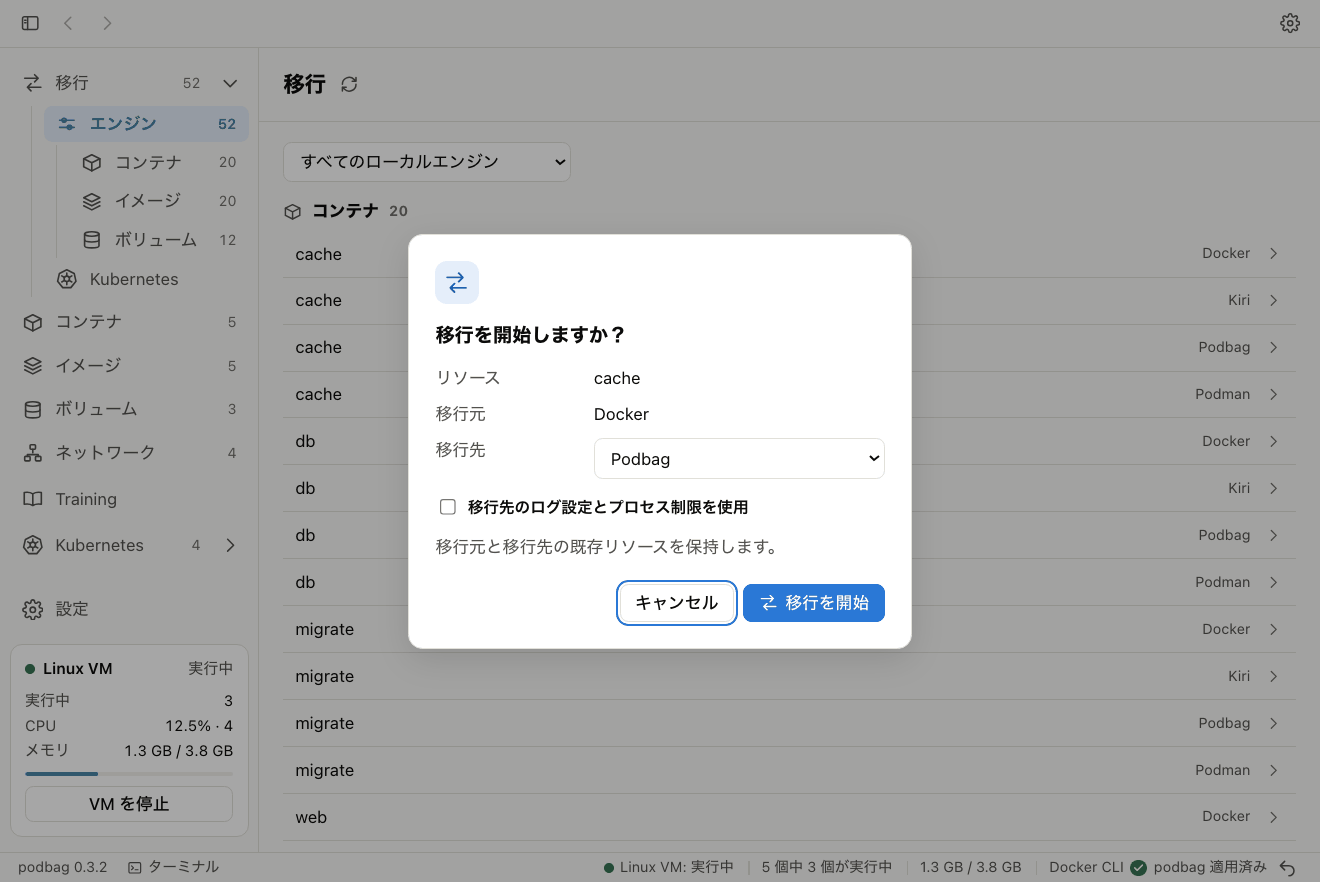 移行 52
エンジン 52
コンテナ 20
イメージ 20
ボリューム 12
Kubernetes
コンテナ 5
イメージ 5
ボリューム 3
ネットワーク 4
Training
Kubernetes 4
設定
Linux VM 実行中
実行中 3
CPU 12.5% · 4
メモリ 1.3 GB / 3.8 GB
VM を停止
移行
すべてのローカルエンジン
コンテナ 20
cache Docker
cache Kiri
cache Podbag
cache Podman
db Docker
db Kiri
db Podbag
db Podman
migrate Docker
migrate Kiri
migrate Podbag
migrate Podman
web Docker
移行を開始しますか？
リソース cache
移行元 Docker
移行先 Podbag
移行先のログ設定とプロセス制限を使用
移行元と移行先の既存リソースを保持します。
キャンセル 移行を開始
podbag 0.3.2 ターミナル Linux VM: 実行中 5 個中 3 個が実行中 1.3 GB / 3.8 GB Docker CLI podbag 適用済み